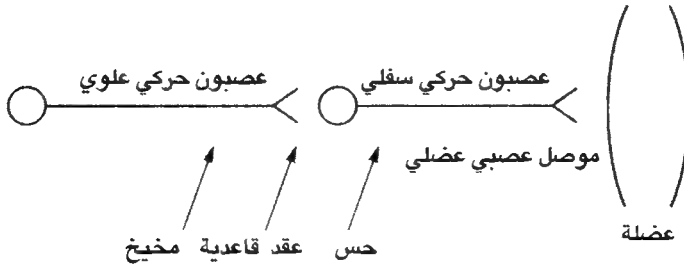 عصبون حركي علوي
عصبون حركي سفلي
موصل عصبي عضلي
عضلة
حس
عقد قاعدية
مخيخ